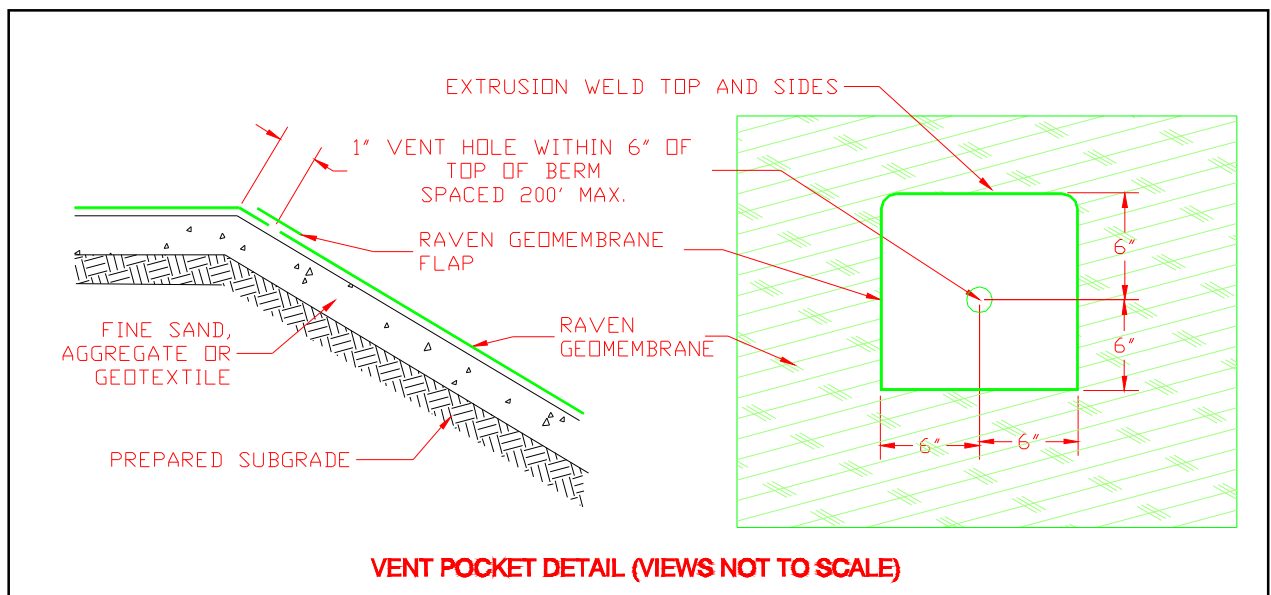 EXTRUSION WELD TOP AND SIDES
1" VENT HOLE WITHIN 6" OF
TOP OF BERM
SPACED 200' MAX.
RAVEN GEOMEMBRANE
FLAP
FINE SAND,
AGGREGATE OR
GEOTEXTILE
RAVEN
GEOMEMBRANE
PREPARED SUBGRADE
6"
6"
6"
6"
VENT POCKET DETAIL (VIEWS NOT TO SCALE)